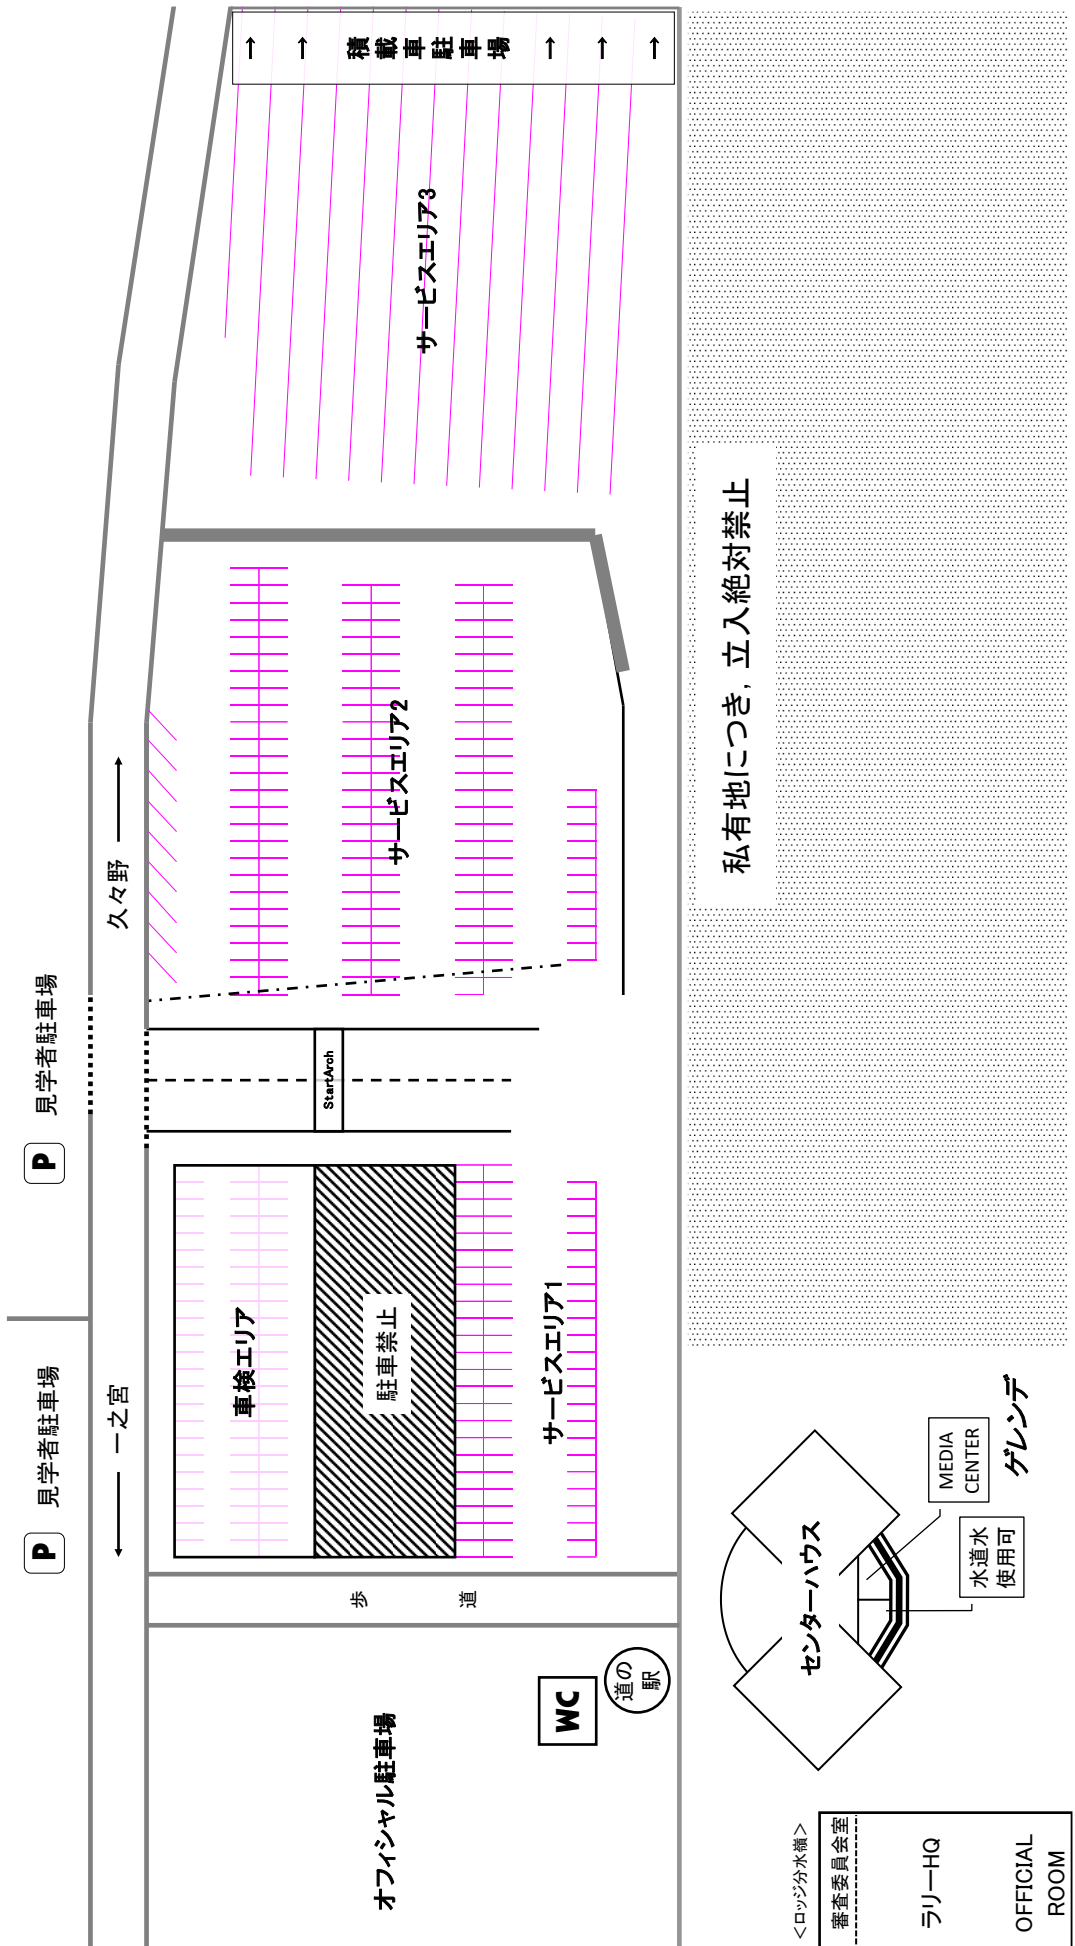 → → 積載車駐車場 → → →
サービスエリア3
サービスエリア2
久々野
見学者駐車場
P
StartArch
私有地につき，立入絶対禁止
見学者駐車場
P
一之宮
車検エリア
駐車禁止
サービスエリア1
歩　道
オフィシャル駐車場
WC
道の
駅
センターハウス
MEDIA
CENTER
水道水
使用可
ゲレンデ
＜ロッジ分水嶺＞
審査委員会室
ラリーHQ
OFFICIAL
ROOM